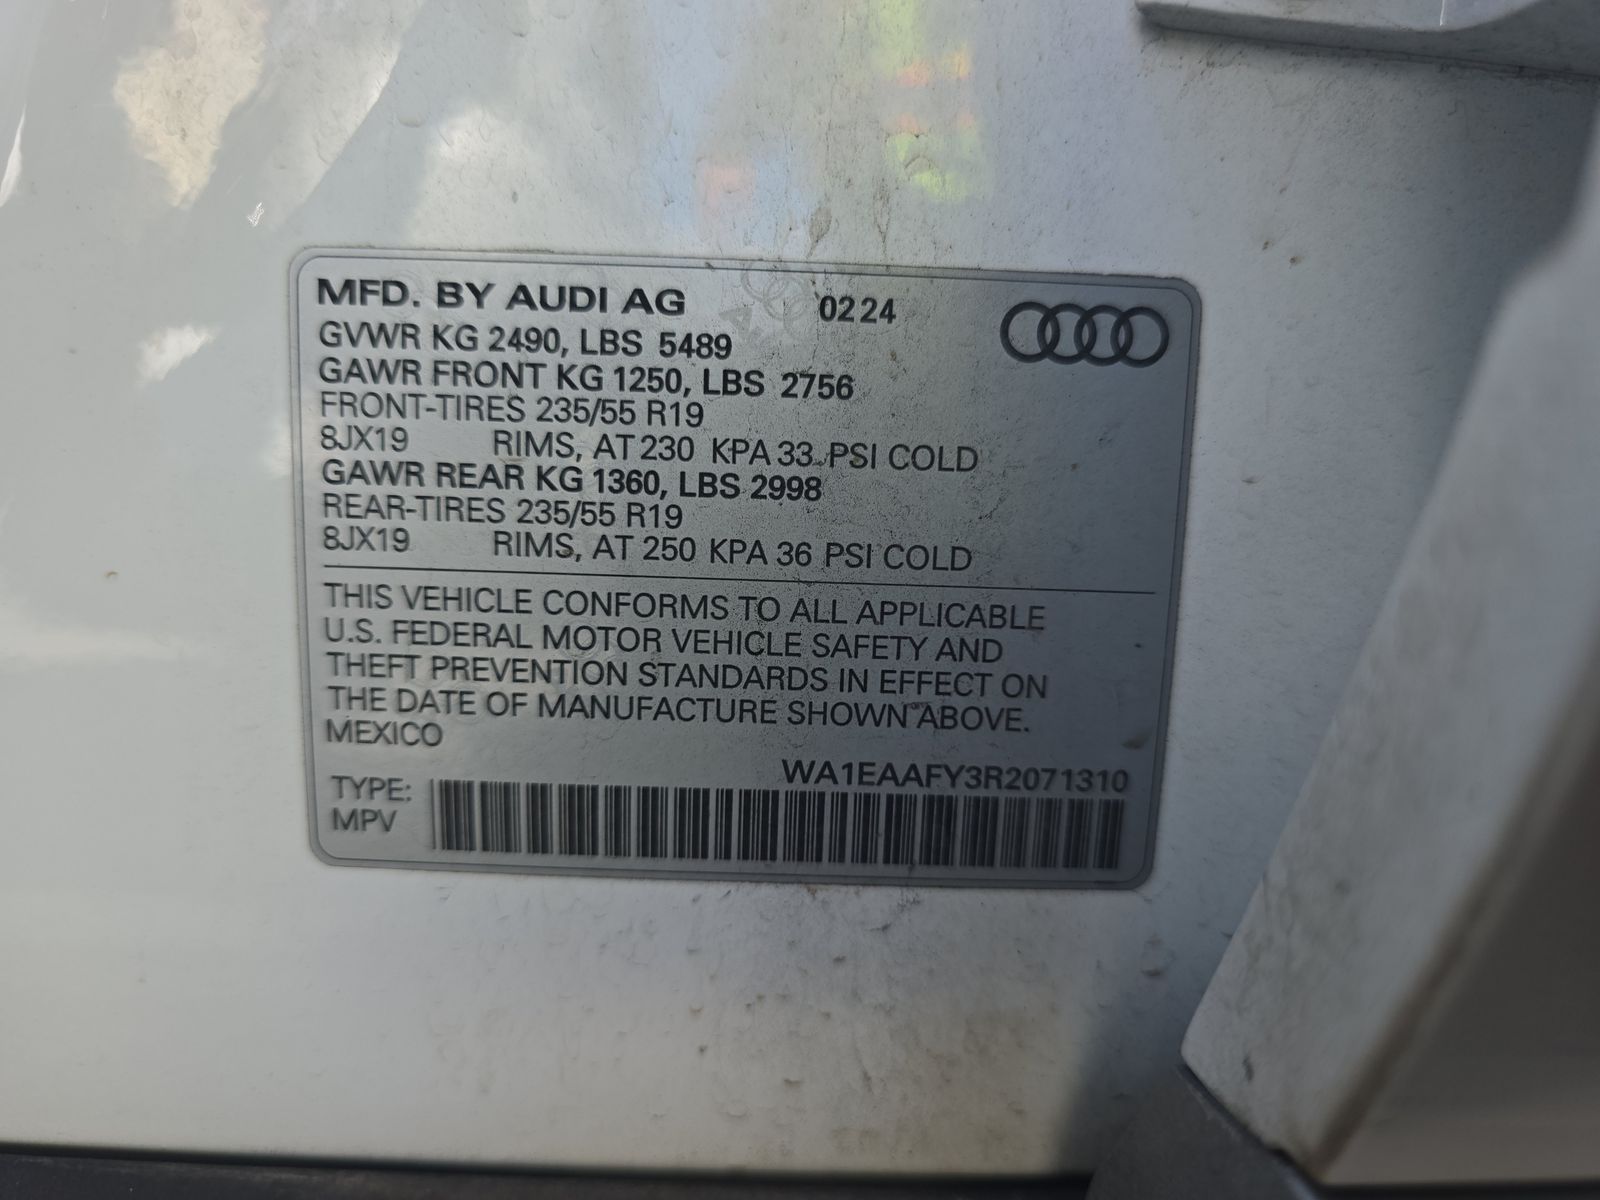 MFD. BY AUDI AG 0224
GVWR KG 2490, LBS 5489
GAWR FRONT KG 1250, LBS 2756
FRONT-TIRES 235/55 R19
8JX19 RIMS, AT 230 KPA 33 PSI COLD
GAWR REAR KG 1360, LBS 2998
REAR-TIRES 235/55 R19
8JX19 RIMS, AT 250 KPA 36 PSI COLD
THIS VEHICLE CONFORMS TO ALL APPLICABLE
U.S. FEDERAL MOTOR VEHICLE SAFETY AND
THEFT PREVENTION STANDARDS IN EFFECT ON
THE DATE OF MANUFACTURE SHOWN ABOVE.
MEXICO
WA1EAAFY3R2071310
TYPE:
MPV